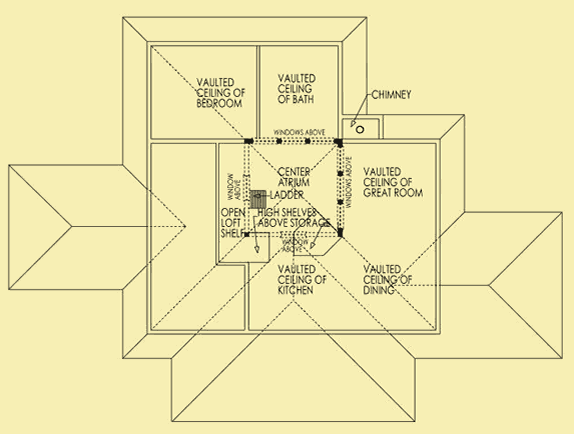 VAULTED
CEILING OF
BEDROOM
VAULTED
CEILING
OF BATH
CHIMNEY
WINDOWS ABOVE
CENTER
ATRIUM
WINDOW
ABOVE
WINDOWS ABOVE
VAULTED
CEILING OF
GREAT ROOM
LADDER
OPEN
LOFT
SHELF
HIGH SHELVES
ABOVE STORAGE
WINDOW
ABOVE
VAULTED
CEILING OF
KITCHEN
VAULTED
CEILING OF
DINING